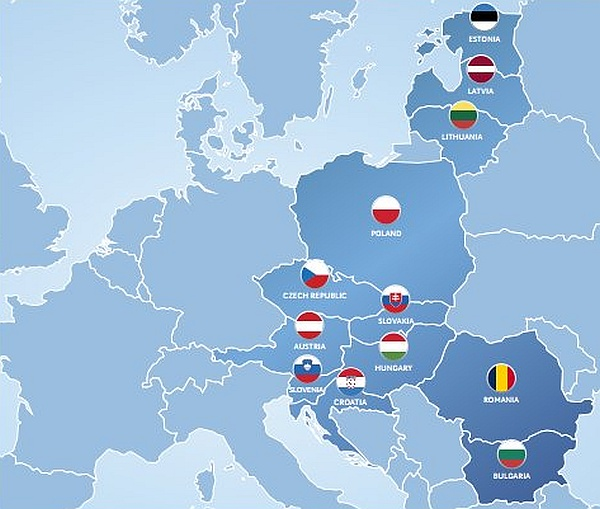 ESTONIA
LATVIA
LITHUANIA
POLAND
CZECH REPUBLIC
SLOVAKIA
AUSTRIA
HUNGARY
SLOVENIA
CROATIA
ROMANIA
BULGARIA